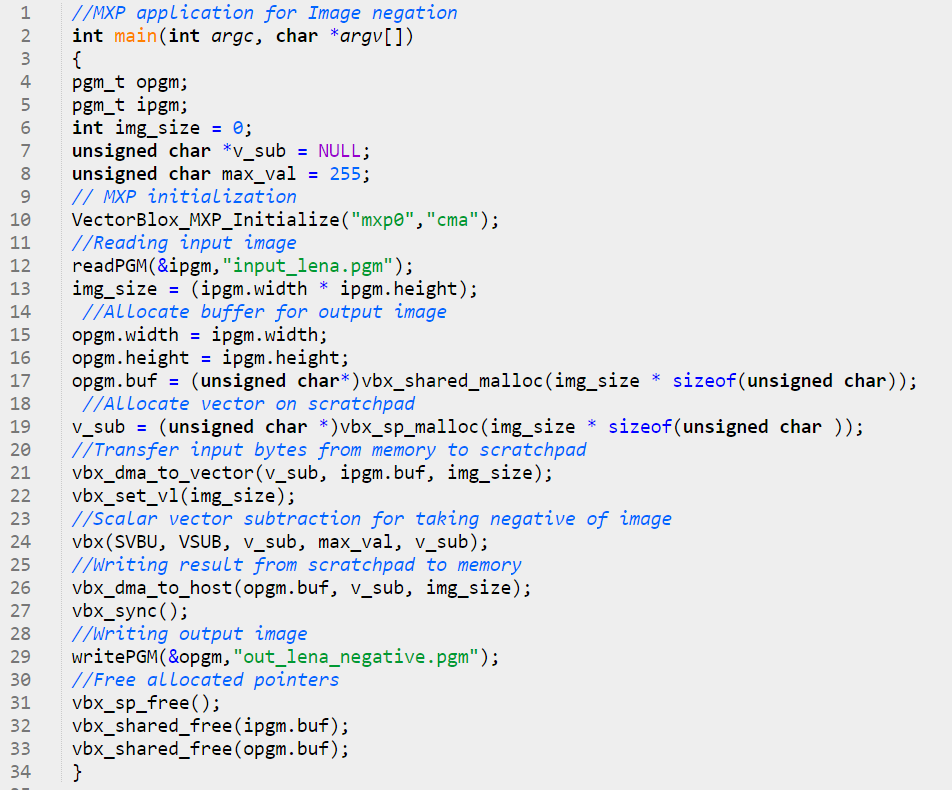 1 //MXP application for Image negation
2 int main(int argc, char *argv[])
3 {
4 pgm_t opgm;
5 pgm_t ipgm;
6 int img_size = 0;
7 unsigned char *v_sub = NULL;
8 unsigned char max_val = 255;
9 // MXP initialization
10 VectorBlox_MXP_Initialize("mxp0","cma");
11 //Reading input image
12 readPGM(&ipgm,"input_lena.pgm");
13 img_size = (ipgm.width * ipgm.height);
14  //Allocate buffer for output image
15 opgm.width = ipgm.width;
16 opgm.height = ipgm.height;
17 opgm.buf = (unsigned char*)vbx_shared_malloc(img_size * sizeof(unsigned char));
18  //Allocate vector on scratchpad
19 v_sub = (unsigned char *)vbx_sp_malloc(img_size * sizeof(unsigned char ));
20 //Transfer input bytes from memory to scratchpad
21 vbx_dma_to_vector(v_sub, ipgm.buf, img_size);
22 vbx_set_vl(img_size);
23 //Scalar vector subtraction for taking negative of image
24 vbx(SVBU, VSUB, v_sub, max_val, v_sub);
25 //Writing result from scratchpad to memory
26 vbx_dma_to_host(opgm.buf, v_sub, img_size);
27 vbx_sync();
28 //Writing output image
29 writePGM(&opgm,"out_lena_negative.pgm");
30 //Free allocated pointers
31 vbx_sp_free();
32 vbx_shared_free(ipgm.buf);
33 vbx_shared_free(opgm.buf);
34 }